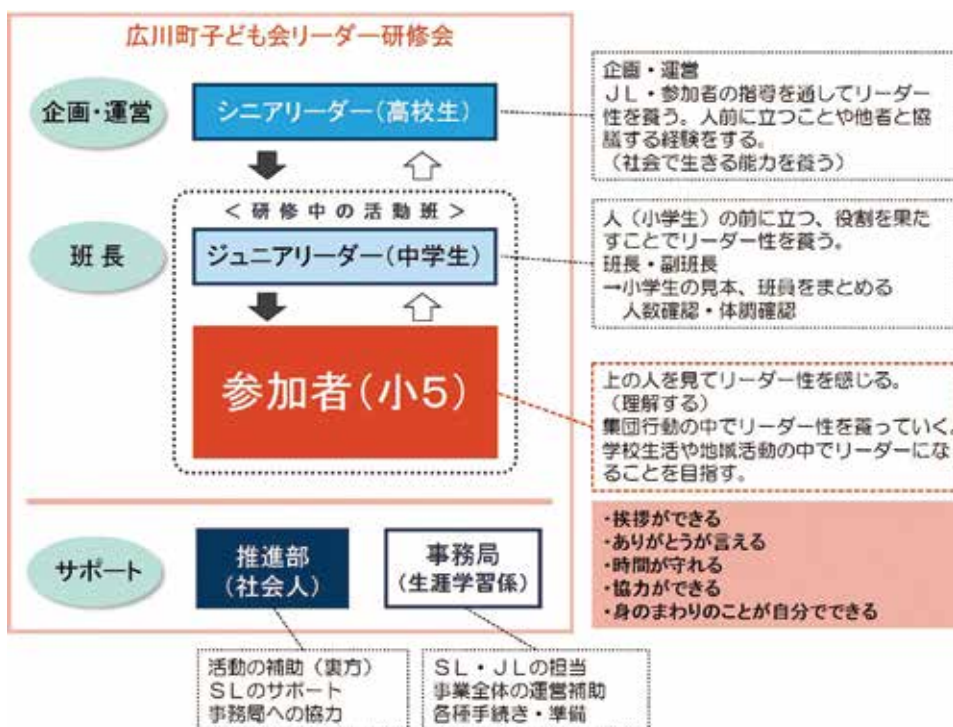 広川町子ども会リーダー研修会
企画・運営
シニアリーダー(高校生)
<研修中の活動班>
班長
ジュニアリーダー(中学生)
参加者(小5)
サポート
推進部
(社会人)
事務局
(生涯学習係)
企画・運営
JL・参加者の指導を通してリーダー
性を養う。人前に立つことや他者と協
議する経験をする。
(社会で生きる能力を養う)
人(小学生)の前に立つ、役割を果た
すことでリーダー性を養う。
班長・副班長
→小学生の見本、班員をまとめる
人数確認・体調確認
上の人を見てリーダー性を感じる。
(理解する)
集団行動の中でリーダー性を養っていく。
学校生活や地域活動の中でリーダーにな
ることを目指す。
・挨拶ができる
・ありがとうが言える
・時間が守れる
・協力ができる
・身のまわりのことが自分でできる
活動の補助(裏方)
SLのサポート
事務局への協力
SL・JLの担当
事業全体の運営補助
各種手続き・準備